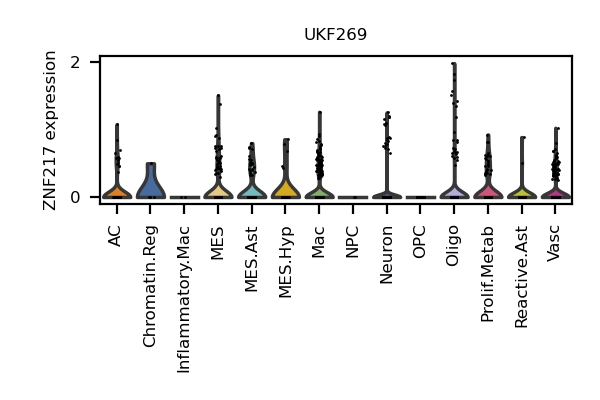 UKF269
ZNF217 expression
2
0
AC
Chromatin.Reg
Inflammatory.Mac
MES
MES.Ast
MES.Hyp
Mac
NPC
Neuron
OPC
Oligo
Prolif.Metab
Reactive.Ast
Vasc